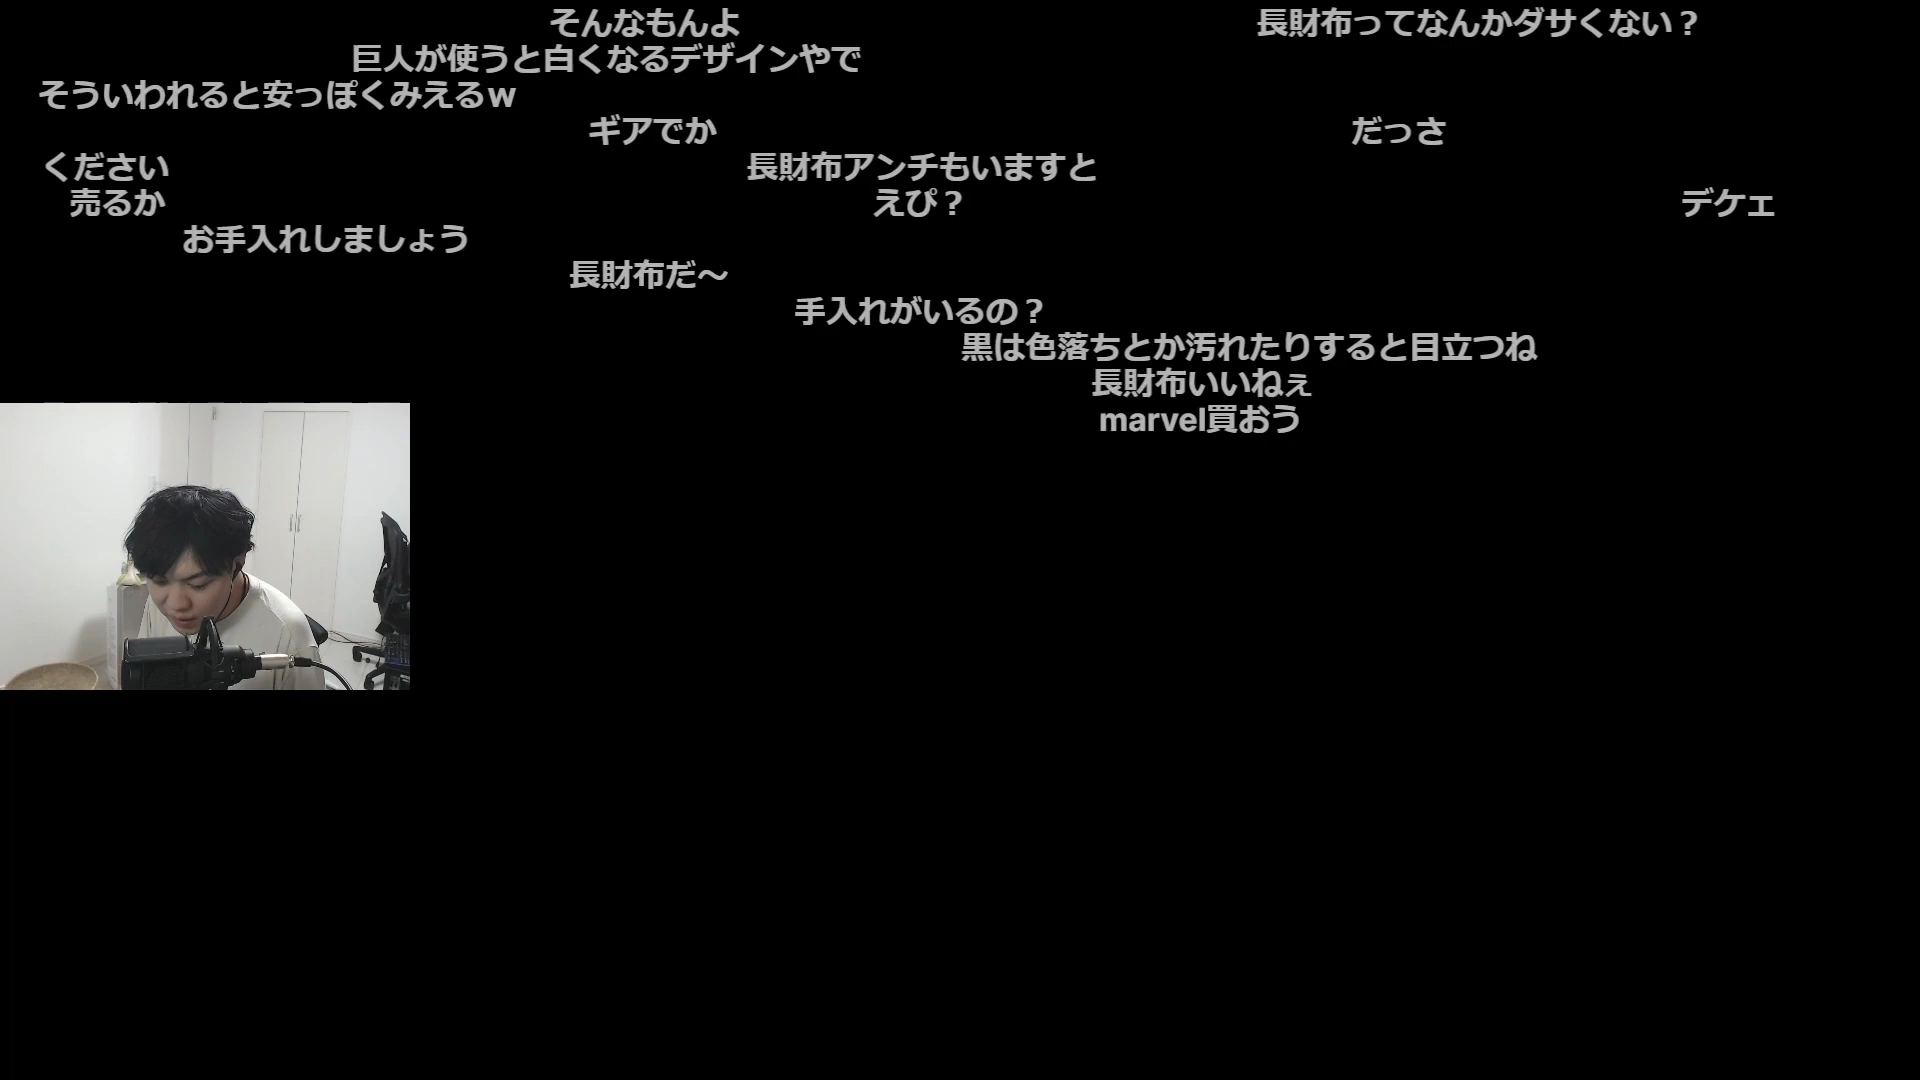 そんなもんよ
長財布ってなんかダサくない？
巨人が使うと白くなるデザインやで
そういわれると安っぽくみえるw
ギアでか
だっさ
ください
長財布アンチもいますと
売るか
えぴ？
デケェ
お手入れしましょう
長財布だ～
手入れがいるの？
黒は色落ちとか汚れたりすると目立つね
長財布いいねぇ
marvel買おう